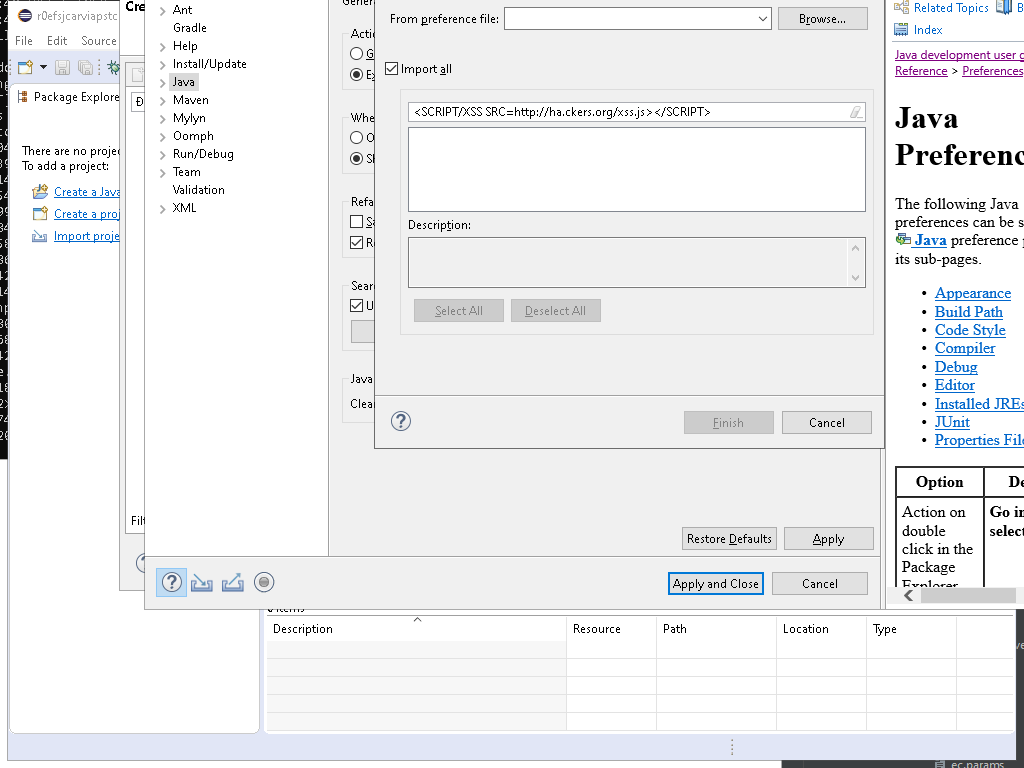 r0efsjcarviapstc
File Edit Source
Package Explore
There are no projec
To add a project:
Create a Java
Create a proj
Import proje
Cre
Filt
Ant
Gradle
Help
Install/Update
Java
Maven
Mylyn
Oomph
Run/Debug
Team
Validation
XML
Genera
Actio
Whe
Refa
Searc
Java
Clear
From preference file:
Browse...
Import all
<SCRIPT/XSS SRC=http://ha.ckers.org/xss.js></SCRIPT>
Description:
Select All Deselect All
Finish Cancel
Restore Defaults Apply
Apply and Close Cancel
Related Topics B
Index
Java development user g
Reference > Preferences
Java
Preferenc
The following Java
preferences can be s
Java preference p
its sub-pages.
• Appearance
• Build Path
• Code Style
• Compiler
• Debug
• Editor
• Installed JREs
• JUnit
• Properties File
Option De
Action on Go in
double select
click in the
Package
Explorer
items
Description Resource Path Location Type
ec.params